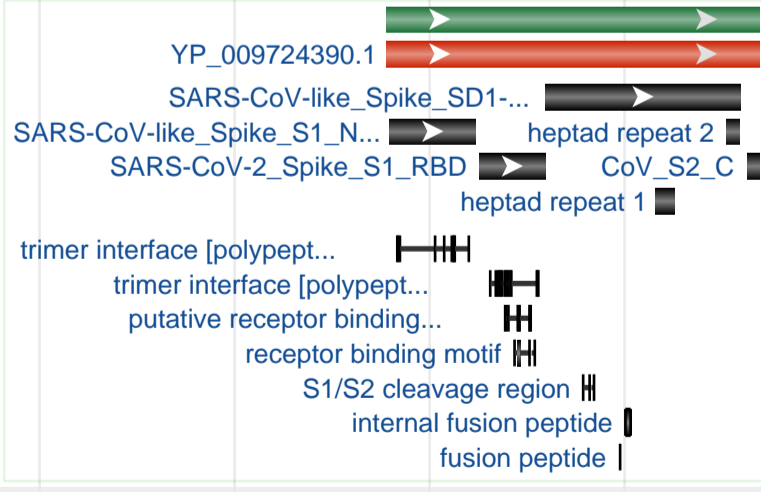 YP_009724390.1
SARS-CoV-like_Spike_SD1-...
SARS-CoV-like_Spike_S1_N... heptad repeat 2
SARS-CoV-2_Spike_S1_RBD CoV_S2_C
heptad repeat 1
trimer interface [polypept...
trimer interface [polypept...
putative receptor binding...
receptor binding motif
S1/S2 cleavage region
internal fusion peptide
fusion peptide